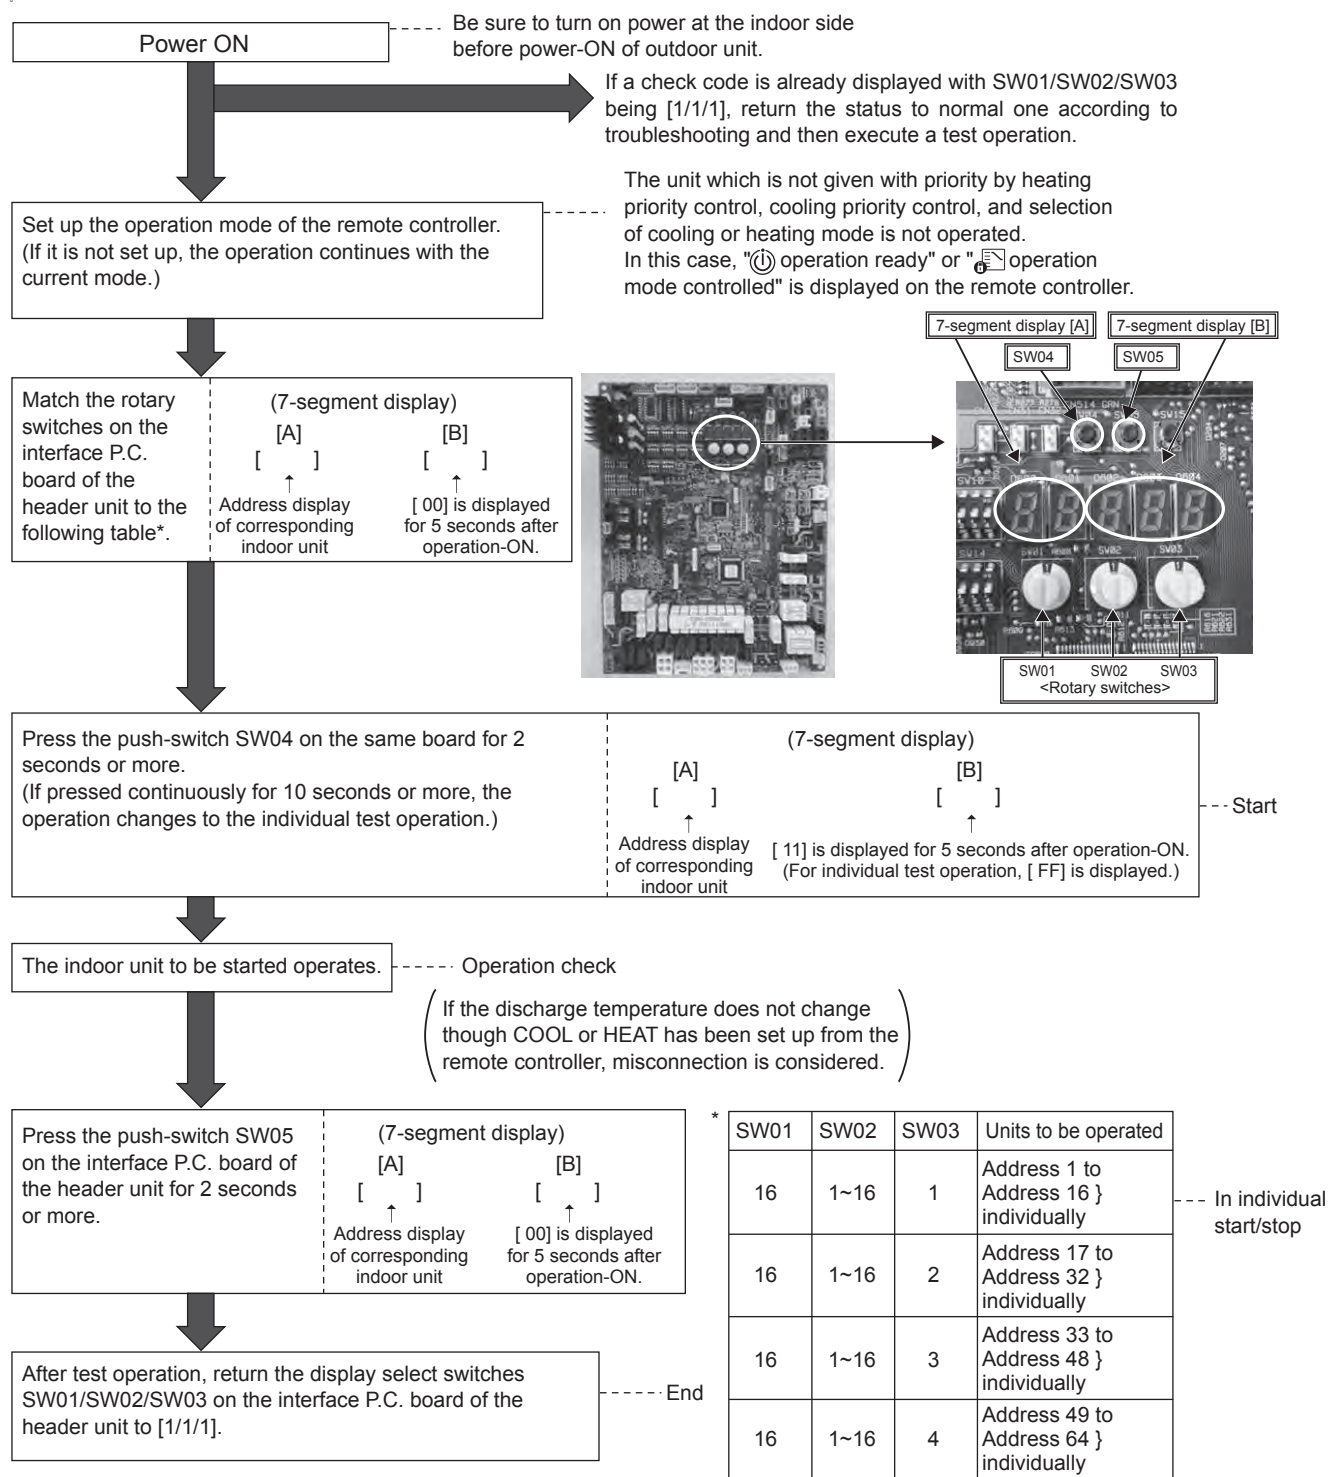 Power ON
Be sure to turn on power at the indoor side
before power-ON of outdoor unit.
If a check code is already displayed with SW01/SW02/SW03
being [1/1/1], return the status to normal one according to
troubleshooting and then execute a test operation.
Set up the operation mode of the remote controller.
(If it is not set up, the operation continues with the
current mode.)
The unit which is not given with priority by heating
priority control, cooling priority control, and selection
of cooling or heating mode is not operated.
In this case, " operation ready" or " operation
mode controlled" is displayed on the remote controller.
Match the rotary
switches on the
interface P.C.
board of the
header unit to the
following table*.
(7-segment display)
[A] [B]
[ ] [ ]
↑ ↑
Address display
of corresponding
indoor unit
[ 00] is displayed
for 5 seconds after
operation-ON.
7-segment display [A]
7-segment display [B]
SW04
SW05
SW01 SW02 SW03
SW01 SW02 SW03
<Rotary switches>
Press the push-switch SW04 on the same board for 2
seconds or more.
(If pressed continuously for 10 seconds or more, the
operation changes to the individual test operation.)
(7-segment display)
[A] [B]
[ ] [ ]
↑ ↑
Address display
of corresponding
indoor unit
[ 11] is displayed for 5 seconds after operation-ON.
(For individual test operation, [ FF] is displayed.)
Start
The indoor unit to be started operates.
Operation check
If the discharge temperature does not change
though COOL or HEAT has been set up from the
remote controller, misconnection is considered.
Press the push-switch SW05
on the interface P.C. board of
the header unit for 2 seconds
or more.
(7-segment display)
[A] [B]
[ ] [ ]
↑ ↑
Address display
of corresponding
indoor unit
[ 00] is displayed
for 5 seconds after
operation-ON.
After test operation, return the display select switches
SW01/SW02/SW03 on the interface P.C. board of the
header unit to [1/1/1].
End
*
SW01 SW02 SW03 Units to be operated
16 1~16 1 Address 1 to
Address 16 }
individually
16 1~16 2 Address 17 to
Address 32 }
individually
16 1~16 3 Address 33 to
Address 48 }
individually
16 1~16 4 Address 49 to
Address 64 }
individually
In individual
start/stop